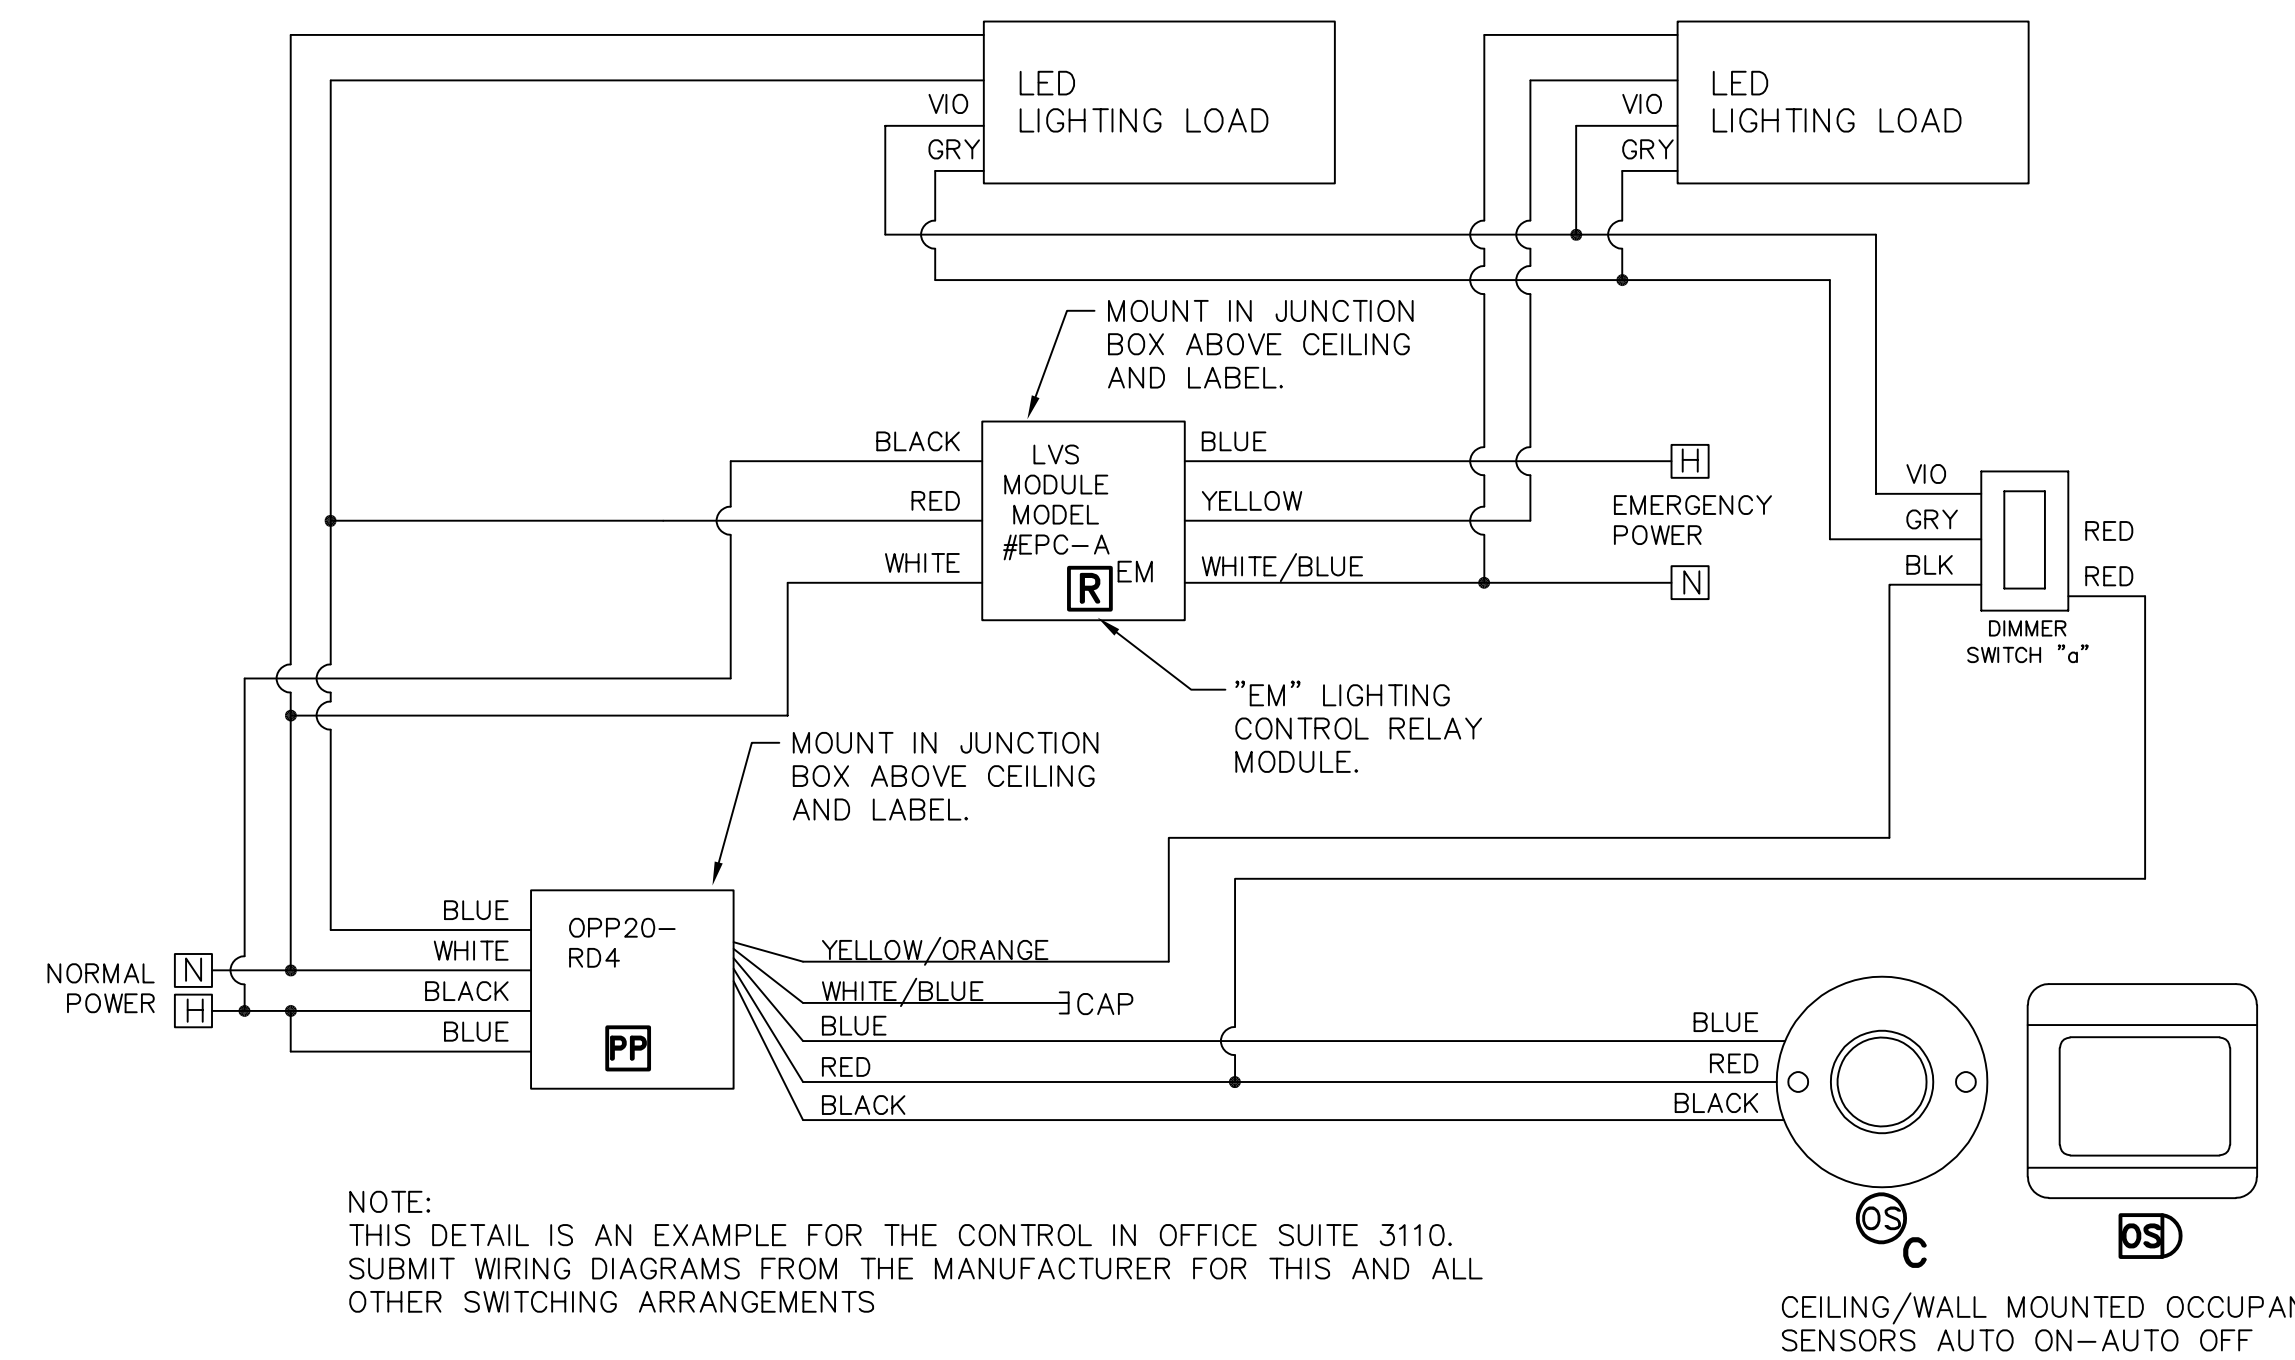 LED
LIGHTING LOAD
VIO
GRY
LED
LIGHTING LOAD
VIO
GRY
MOUNT IN JUNCTION
BOX ABOVE CEILING
AND LABEL.
BLACK
RED
WHITE
LVS
MODULE
MODEL
#EPC-A
R EM
BLUE
YELLOW
WHITE/BLUE
H
EMERGENCY
POWER
N
VIO
GRY
BLK
RED
RED
DIMMER
SWITCH "a"
"EM" LIGHTING
CONTROL RELAY
MODULE.
MOUNT IN JUNCTION
BOX ABOVE CEILING
AND LABEL.
NORMAL
POWER
N
H
BLUE
WHITE
BLACK
BLUE
OPP20-
RD4
PP
YELLOW/ORANGE
WHITE/BLUE
CAP
BLUE
RED
BLACK
BLUE
RED
BLACK
OS
C
OS
NOTE:
THIS DETAIL IS AN EXAMPLE FOR THE CONTROL IN OFFICE SUITE 3110.
SUBMIT WIRING DIAGRAMS FROM THE MANUFACTURER FOR THIS AND ALL
OTHER SWITCHING ARRANGEMENTS
CEILING/WALL MOUNTED
SENSORS AUTO ON-AUTO OFF